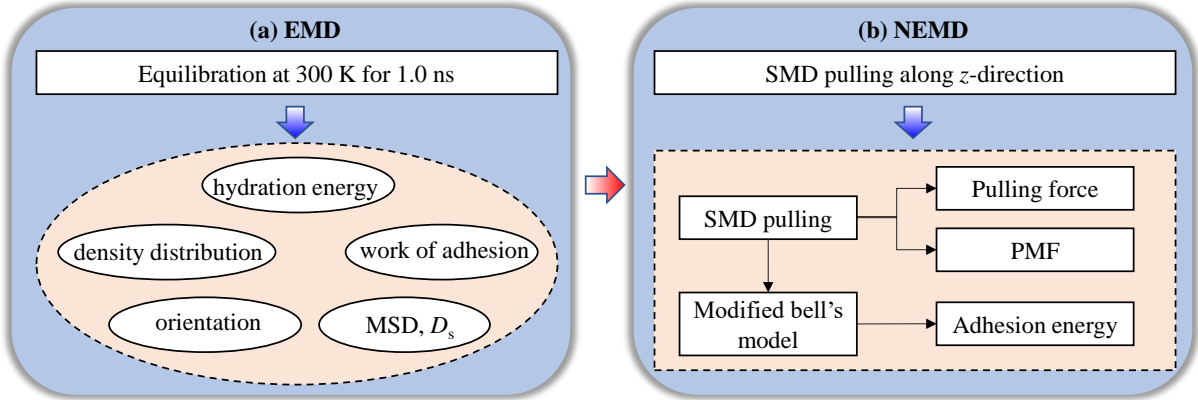 (a) EMD
Equilibration at 300 K for 1.0 ns
hydration energy
density distribution
work of adhesion
orientation
MSD, Ds
(b) NEMD
SMD pulling along z-direction
SMD pulling
Pulling force
PMF
Modified bell's
model
Adhesion energy